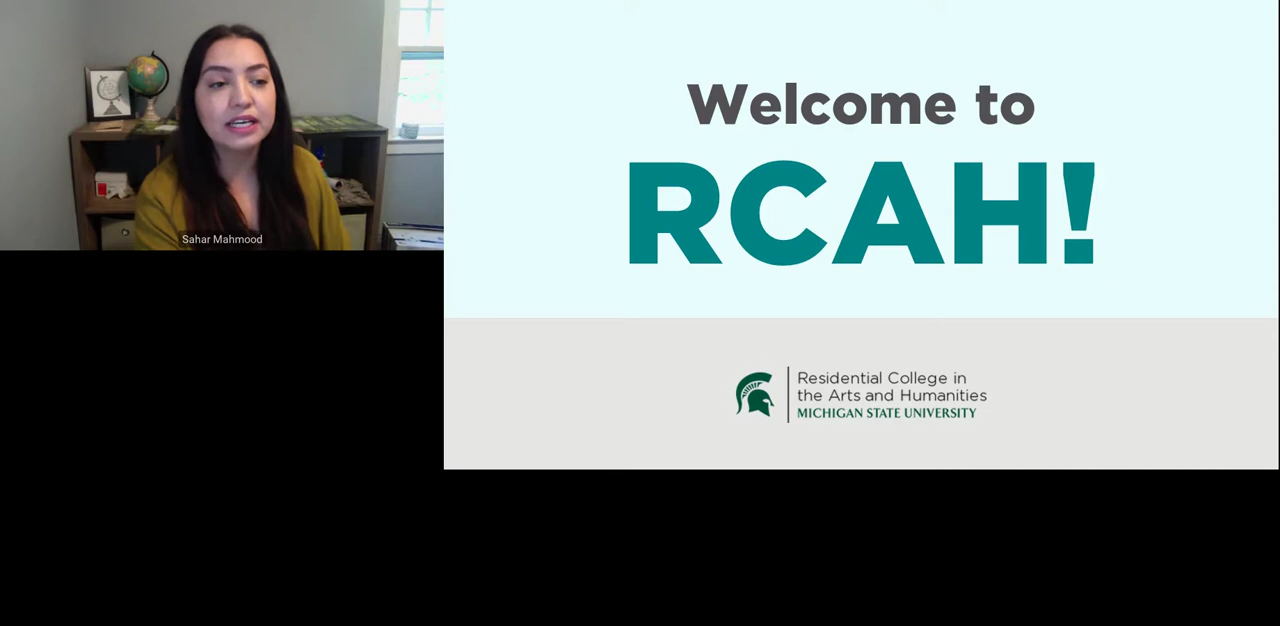 Sahar Mahmood
Welcome to
RCAH!
Residential College in
the Arts and Humanities
MICHIGAN STATE UNIVERSITY